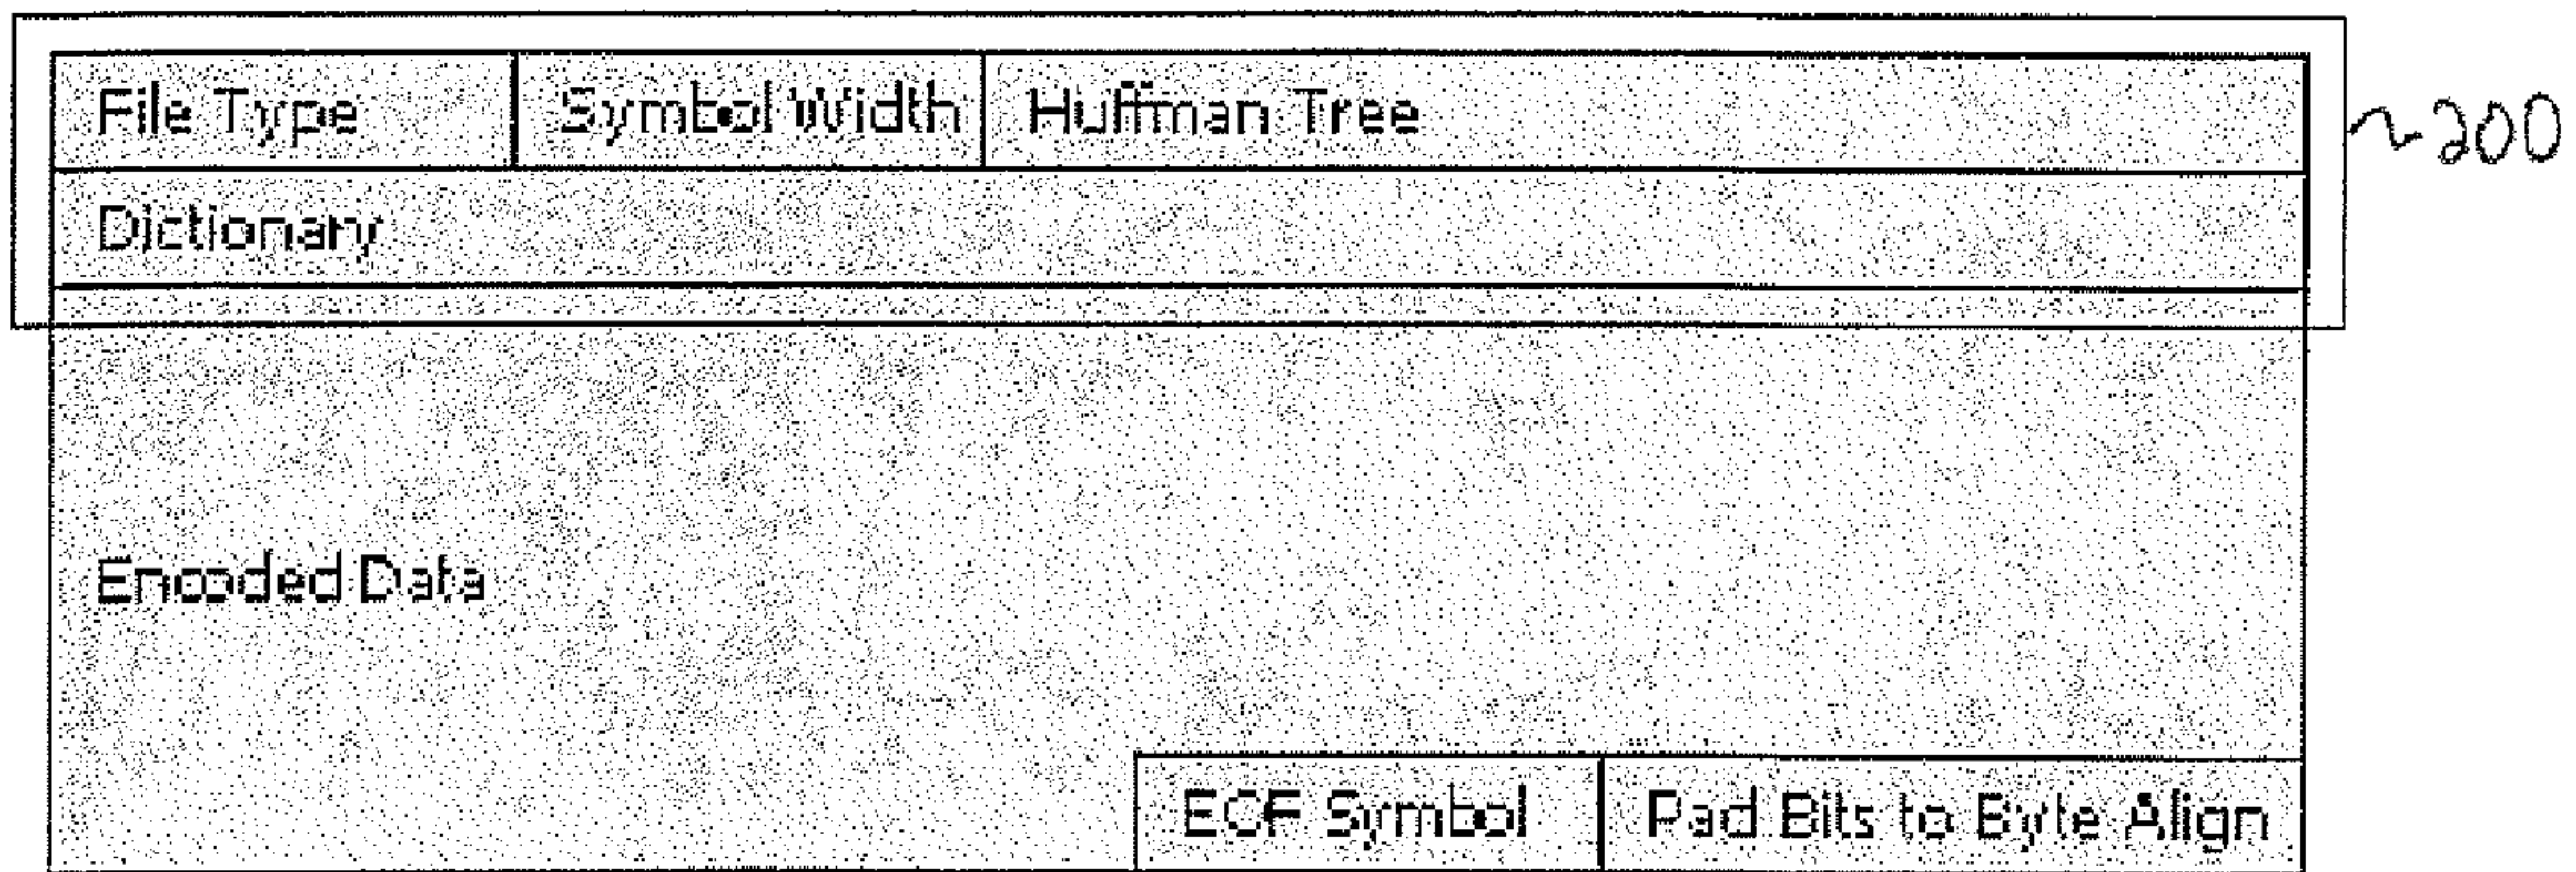 File Type Symbol Width Huffman Tree
~200
Dictionary
Encoded Data
EOF Symbol Pad Bits to Byte Align